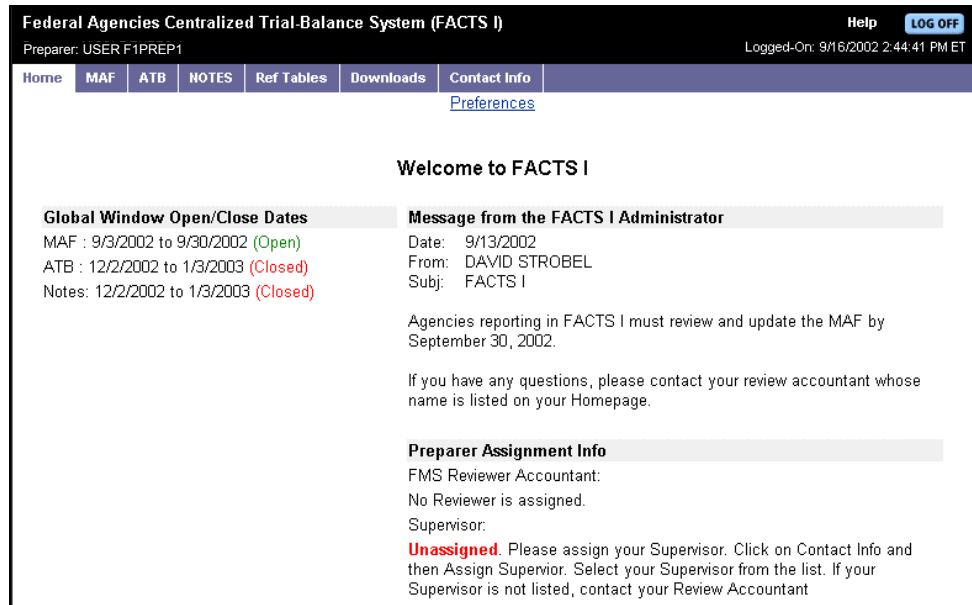 Federal Agencies Centralized Trial-Balance System (FACTS I)
Help LOG OFF
Preparer: USER F1PREP1
Logged-On: 9/16/2002 2:44:41 PM ET
Home MAF ATB NOTES Ref Tables Downloads Contact Info
Preferences
Welcome to FACTS I
Global Window Open/Close Dates
MAF : 9/3/2002 to 9/30/2002 (Open)
ATB : 12/2/2002 to 1/3/2003 (Closed)
Notes: 12/2/2002 to 1/3/2003 (Closed)
Message from the FACTS I Administrator
Date: 9/13/2002
From: DAVID STROBEL
Subj: FACTS I
Agencies reporting in FACTS I must review and update the MAF by
September 30, 2002.
If you have any questions, please contact your review accountant whose
name is listed on your Homepage.
Preparer Assignment Info
FMS Reviewer Accountant:
No Reviewer is assigned.
Supervisor:
Unassigned. Please assign your Supervisor. Click on Contact Info and
then Assign Supervior. Select your Supervisor from the list. If your
Supervisor is not listed, contact your Review Accountant